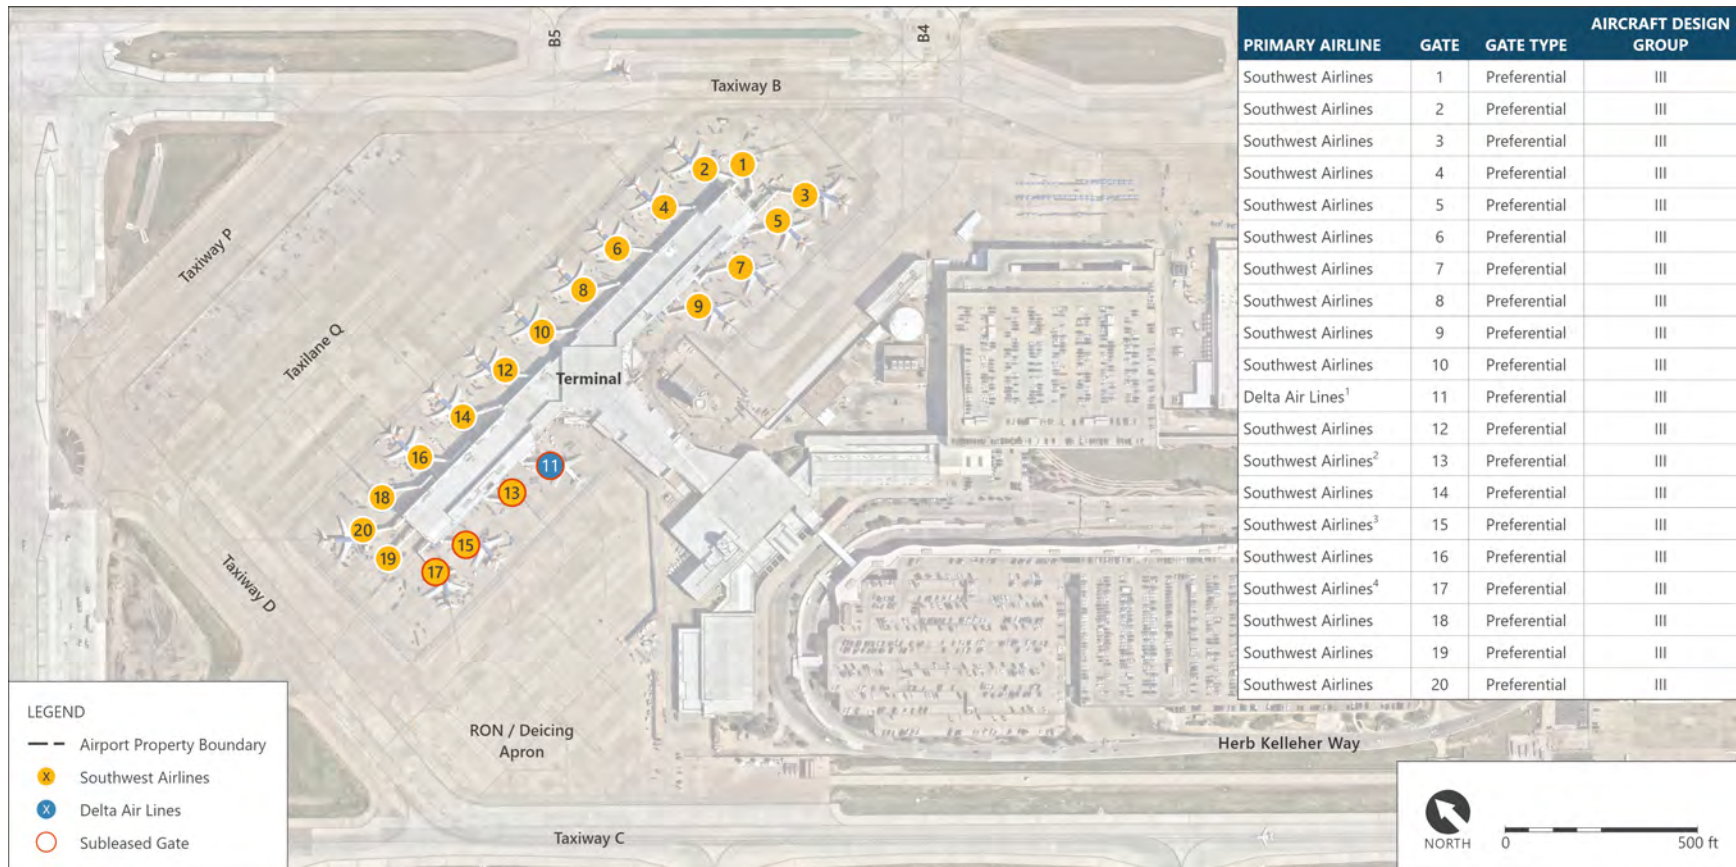 B5
B4
Taxiway B
Taxiway P
Taxilane Q
Taxiway D
Terminal
1
2
3
4
5
6
7
8
9
10
12
14
16
11
13
18
20
19
15
17
RON / Deicing
Apron
Herb Kelleher Way
Taxiway C
PRIMARY AIRLINE GATE GATE TYPE AIRCRAFT DESIGN GROUP
Southwest Airlines 1 Preferential III
Southwest Airlines 2 Preferential III
Southwest Airlines 3 Preferential III
Southwest Airlines 4 Preferential III
Southwest Airlines 5 Preferential III
Southwest Airlines 6 Preferential III
Southwest Airlines 7 Preferential III
Southwest Airlines 8 Preferential III
Southwest Airlines 9 Preferential III
Southwest Airlines 10 Preferential III
Delta Air Lines¹ 11 Preferential III
Southwest Airlines 12 Preferential III
Southwest Airlines² 13 Preferential III
Southwest Airlines 14 Preferential III
Southwest Airlines³ 15 Preferential III
Southwest Airlines 16 Preferential III
Southwest Airlines⁴ 17 Preferential III
Southwest Airlines 18 Preferential III
Southwest Airlines 19 Preferential III
Southwest Airlines 20 Preferential III
LEGEND
Airport Property Boundary
X Southwest Airlines
X Delta Air Lines
Subleased Gate
NORTH
0 500 ft